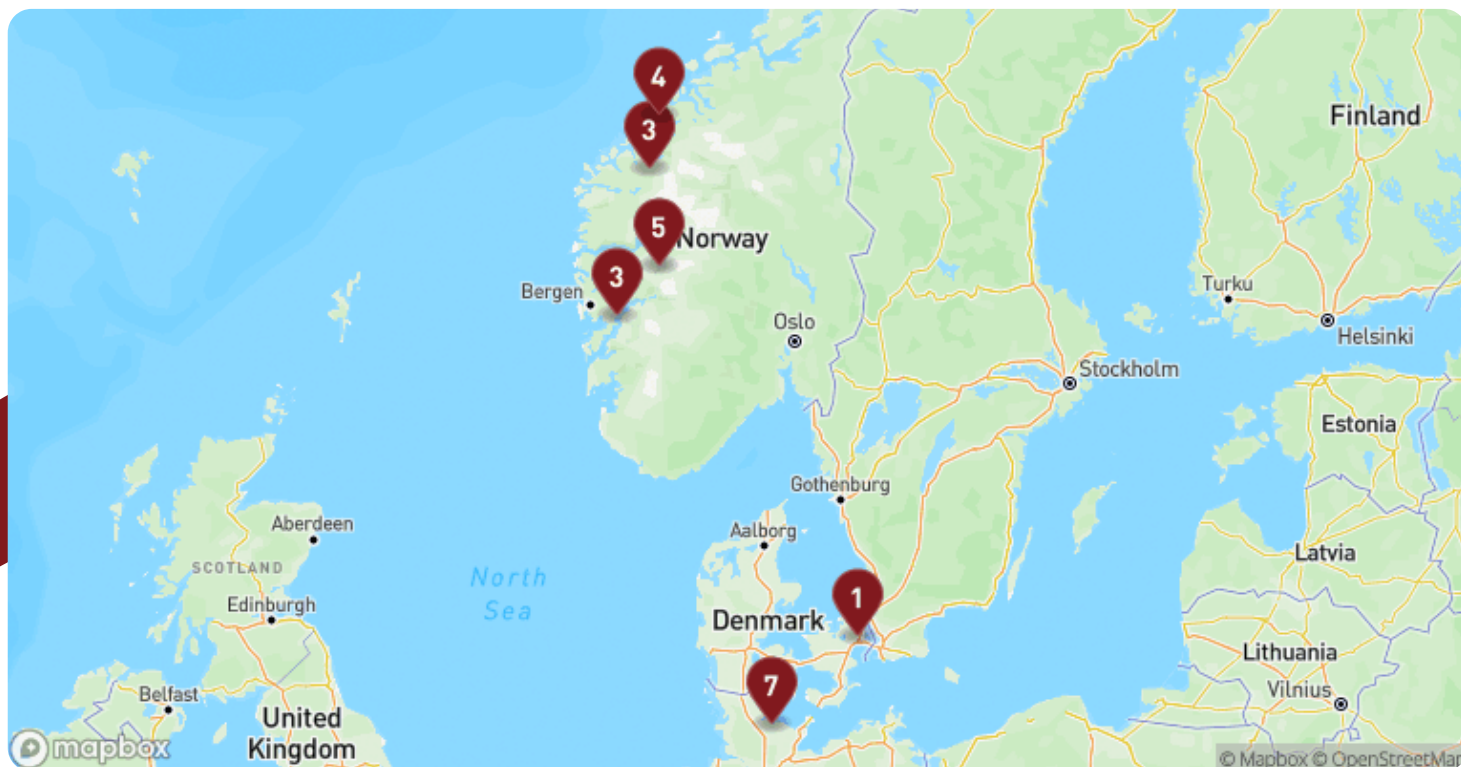 4
3
Finland
5
Norway
3
Bergen
Turku
Oslo
Helsinki
Stockholm
Estonia
Gothenburg
Aberdeen
Aalborg
Latvia
SCOTLAND
North
Sea
Edinburgh
1
Denmark
Lithuania
7
Belfast
Vilnius
United
Kingdom
mapbox
© Mapbox © OpenStreetMap